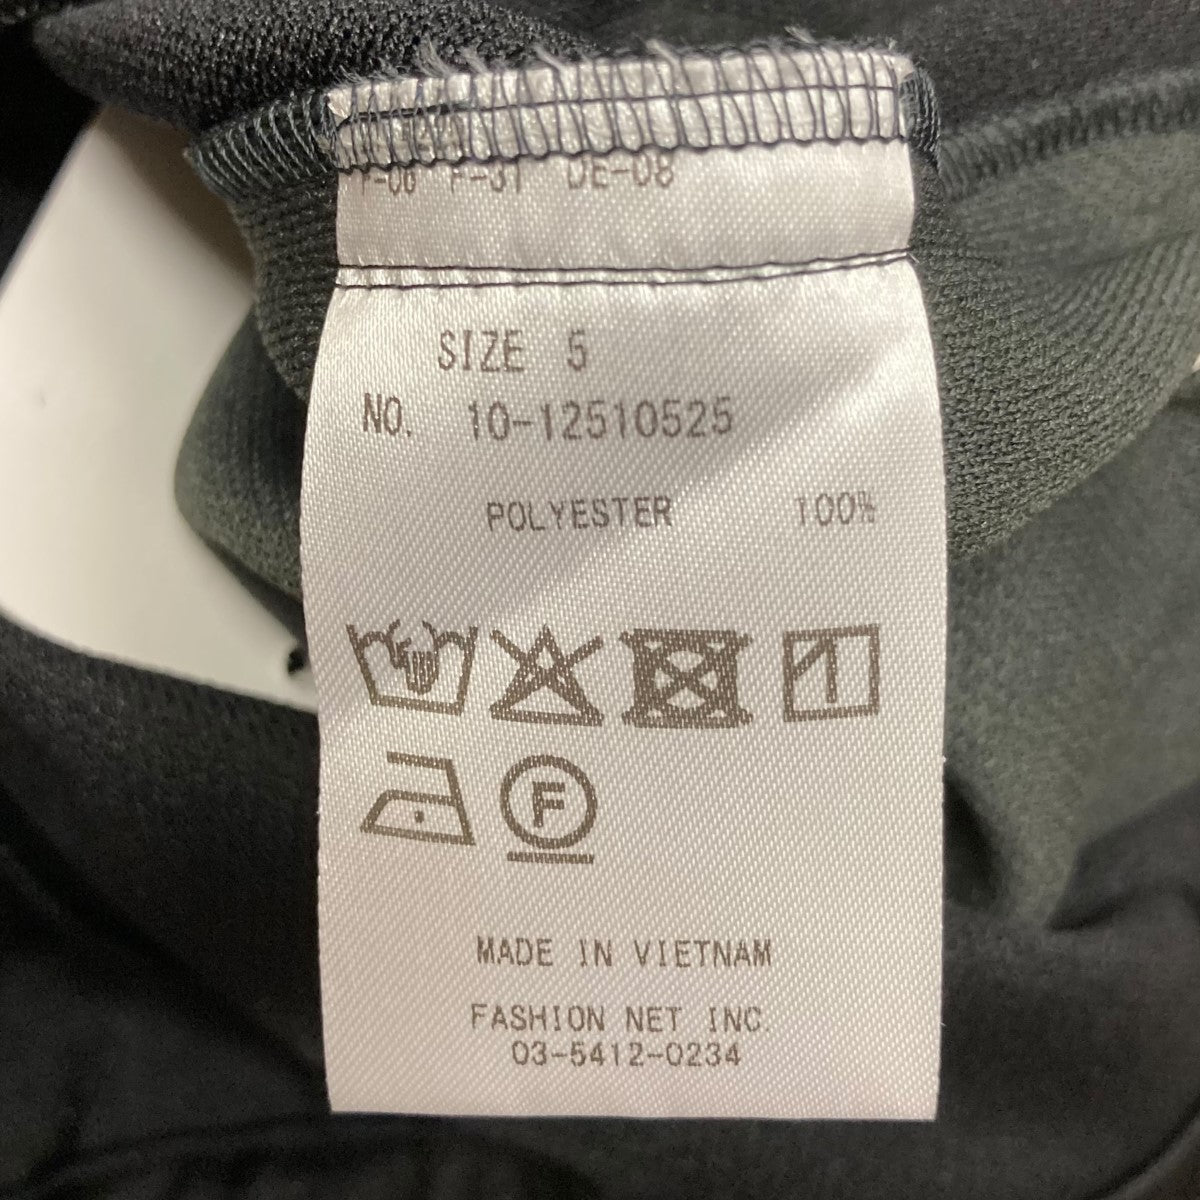 F-06 F-31 DE-08
SIZE 5
NO. 10-12510525
POLYESTER 100%
F
MADE IN VIETNAM
FASHION NET INC.
03-5412-0234